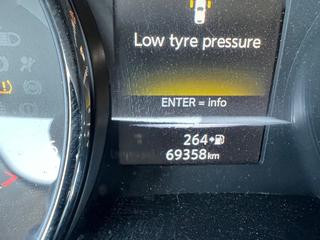 Low tyre pressure
ENTER = info
264
69358km